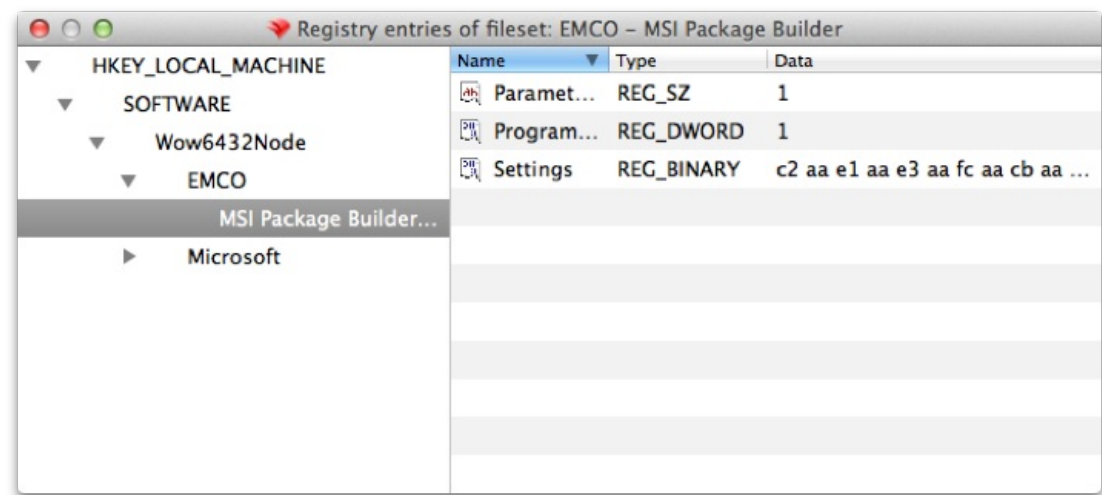 Registry entries of fileset: EMCO – MSI Package Builder
HKEY_LOCAL_MACHINE
SOFTWARE
Wow6432Node
EMCO
MSI Package Builder...
Microsoft
Name Type Data
Paramet... REG_SZ 1
Program... REG_DWORD 1
Settings REG_BINARY c2 aa e1 aa e3 aa fc aa cb aa ...